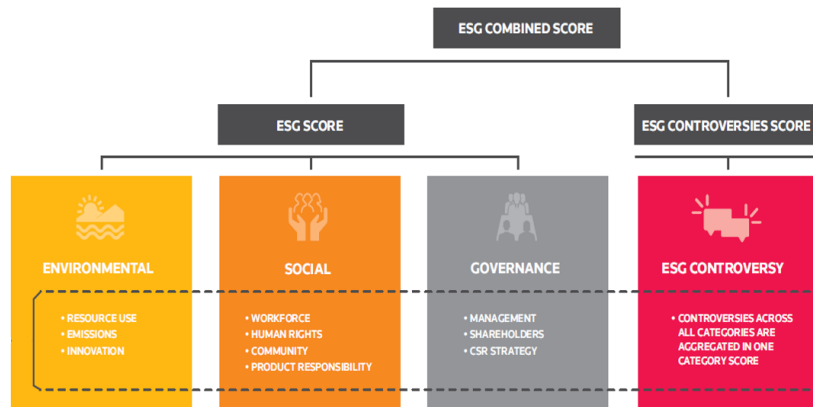 ESG COMBINED SCORE
ESG SCORE
ESG CONTROVERSIES SCORE
ENVIRONMENTAL
• RESOURCE USE
• EMISSIONS
• INNOVATION
SOCIAL
• WORKFORCE
• HUMAN RIGHTS
• COMMUNITY
• PRODUCT RESPONSIBILITY
GOVERNANCE
• MANAGEMENT
• SHAREHOLDERS
• CSR STRATEGY
ESG CONTROVERSY
• CONTROVERSIES ACROSS
ALL CATEGORIES ARE
AGGREGATED IN ONE
CATEGORY SCORE